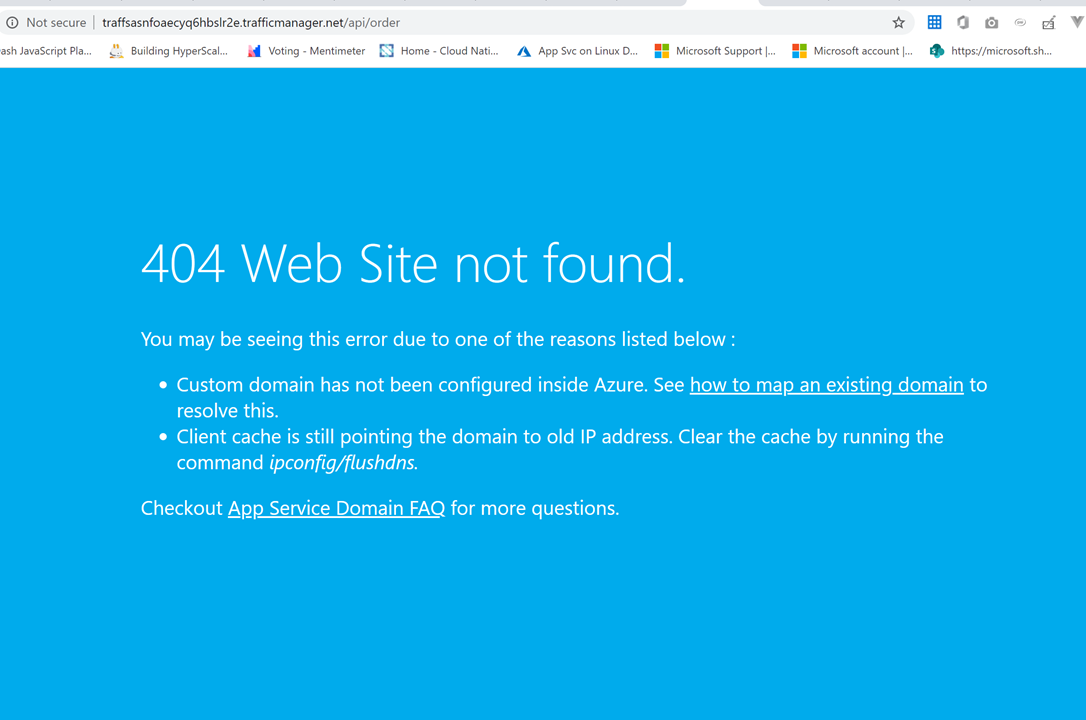 Not secure traffsasnfoaecyq6hbslr2e.trafficmanager.net/api/order
ash JavaScript Pla... Building HyperScal... Voting - Mentimeter Home - Cloud Nati... App Svc on Linux D... Microsoft Support |... Microsoft account |... https://microsoft.sh...
404 Web Site not found.
You may be seeing this error due to one of the reasons listed below :
• Custom domain has not been configured inside Azure. See how to map an existing domain to
resolve this.
• Client cache is still pointing the domain to old IP address. Clear the cache by running the
command ipconfig/flushdns.
Checkout App Service Domain FAQ for more questions.